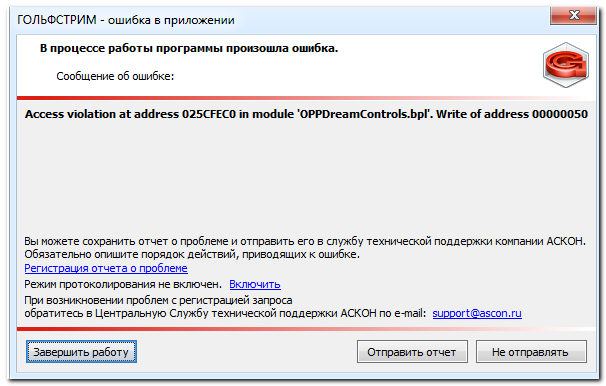 ГОЛЬФСТРИМ - ошибка в приложении
В процессе работы программы произошла ошибка.
Сообщение об ошибке:
Access violation at address 025CFEC0 in module 'OPPDreamControls.bpl'. Write of address 00000050
Вы можете сохранить отчет о проблеме и отправить его в службу технической поддержки компании АСКОН.
Обязательно опишите порядок действий, приводящих к ошибке.
Регистрация отчета о проблеме
Режим протоколирования не включен. Включить
При возникновении проблем с регистрацией запроса
обратитесь в Центральную Службу технической поддержки АСКОН по e-mail: support@ascon.ru
Завершить работу Отправить отчет Не отправлять